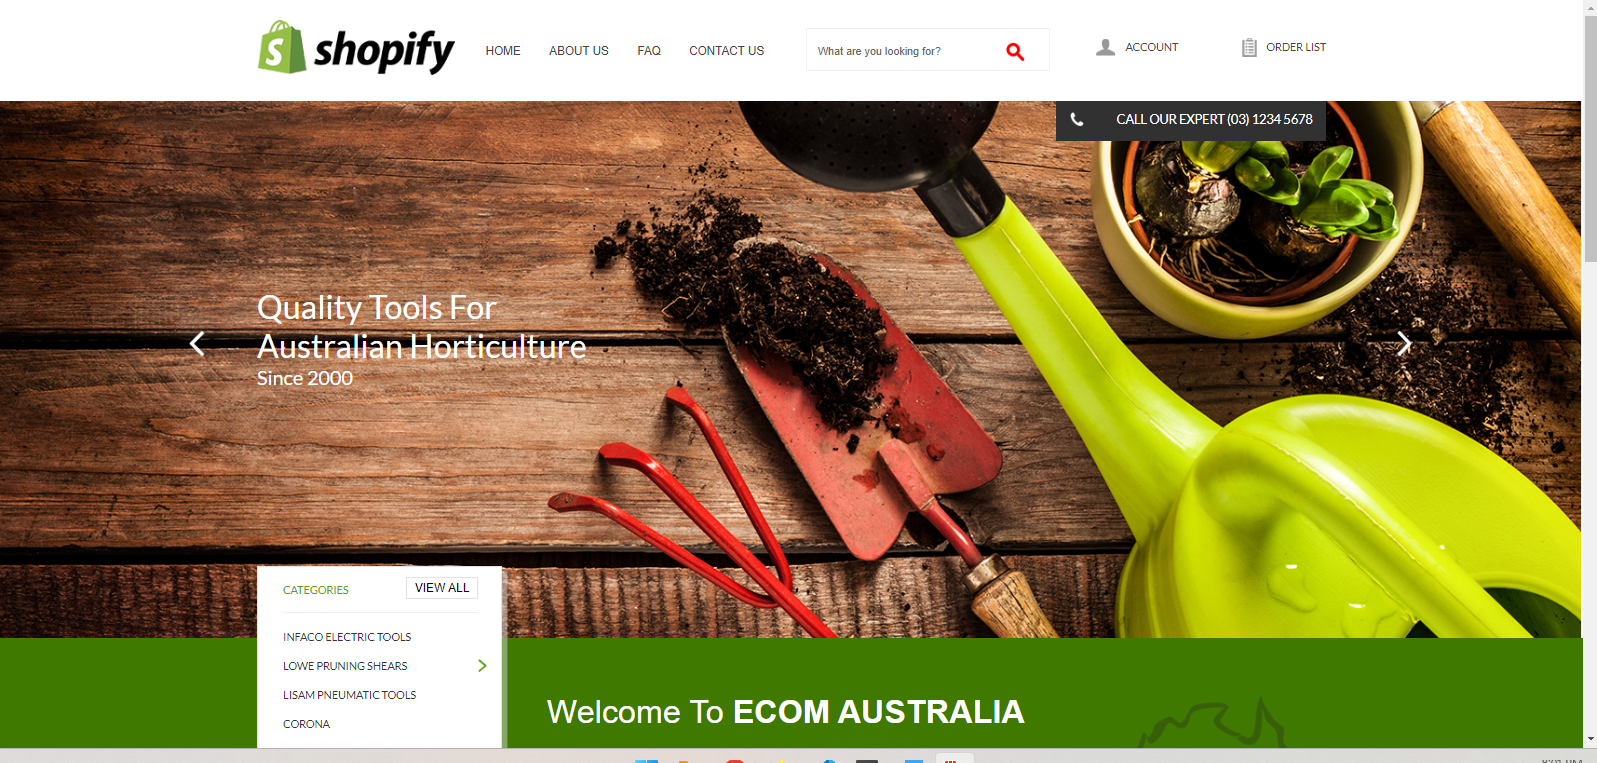 shopify
HOME ABOUT US FAQ CONTACT US
What are you looking for?
ACCOUNT
ORDER LIST
CALL OUR EXPERT (03) 1234 5678
Quality Tools For
Australian Horticulture
Since 2000
CATEGORIES VIEW ALL
INFACO ELECTRIC TOOLS
LOWE PRUNING SHEARS
LISAM PNEUMATIC TOOLS
CORONA
Welcome To ECOM AUSTRALIA